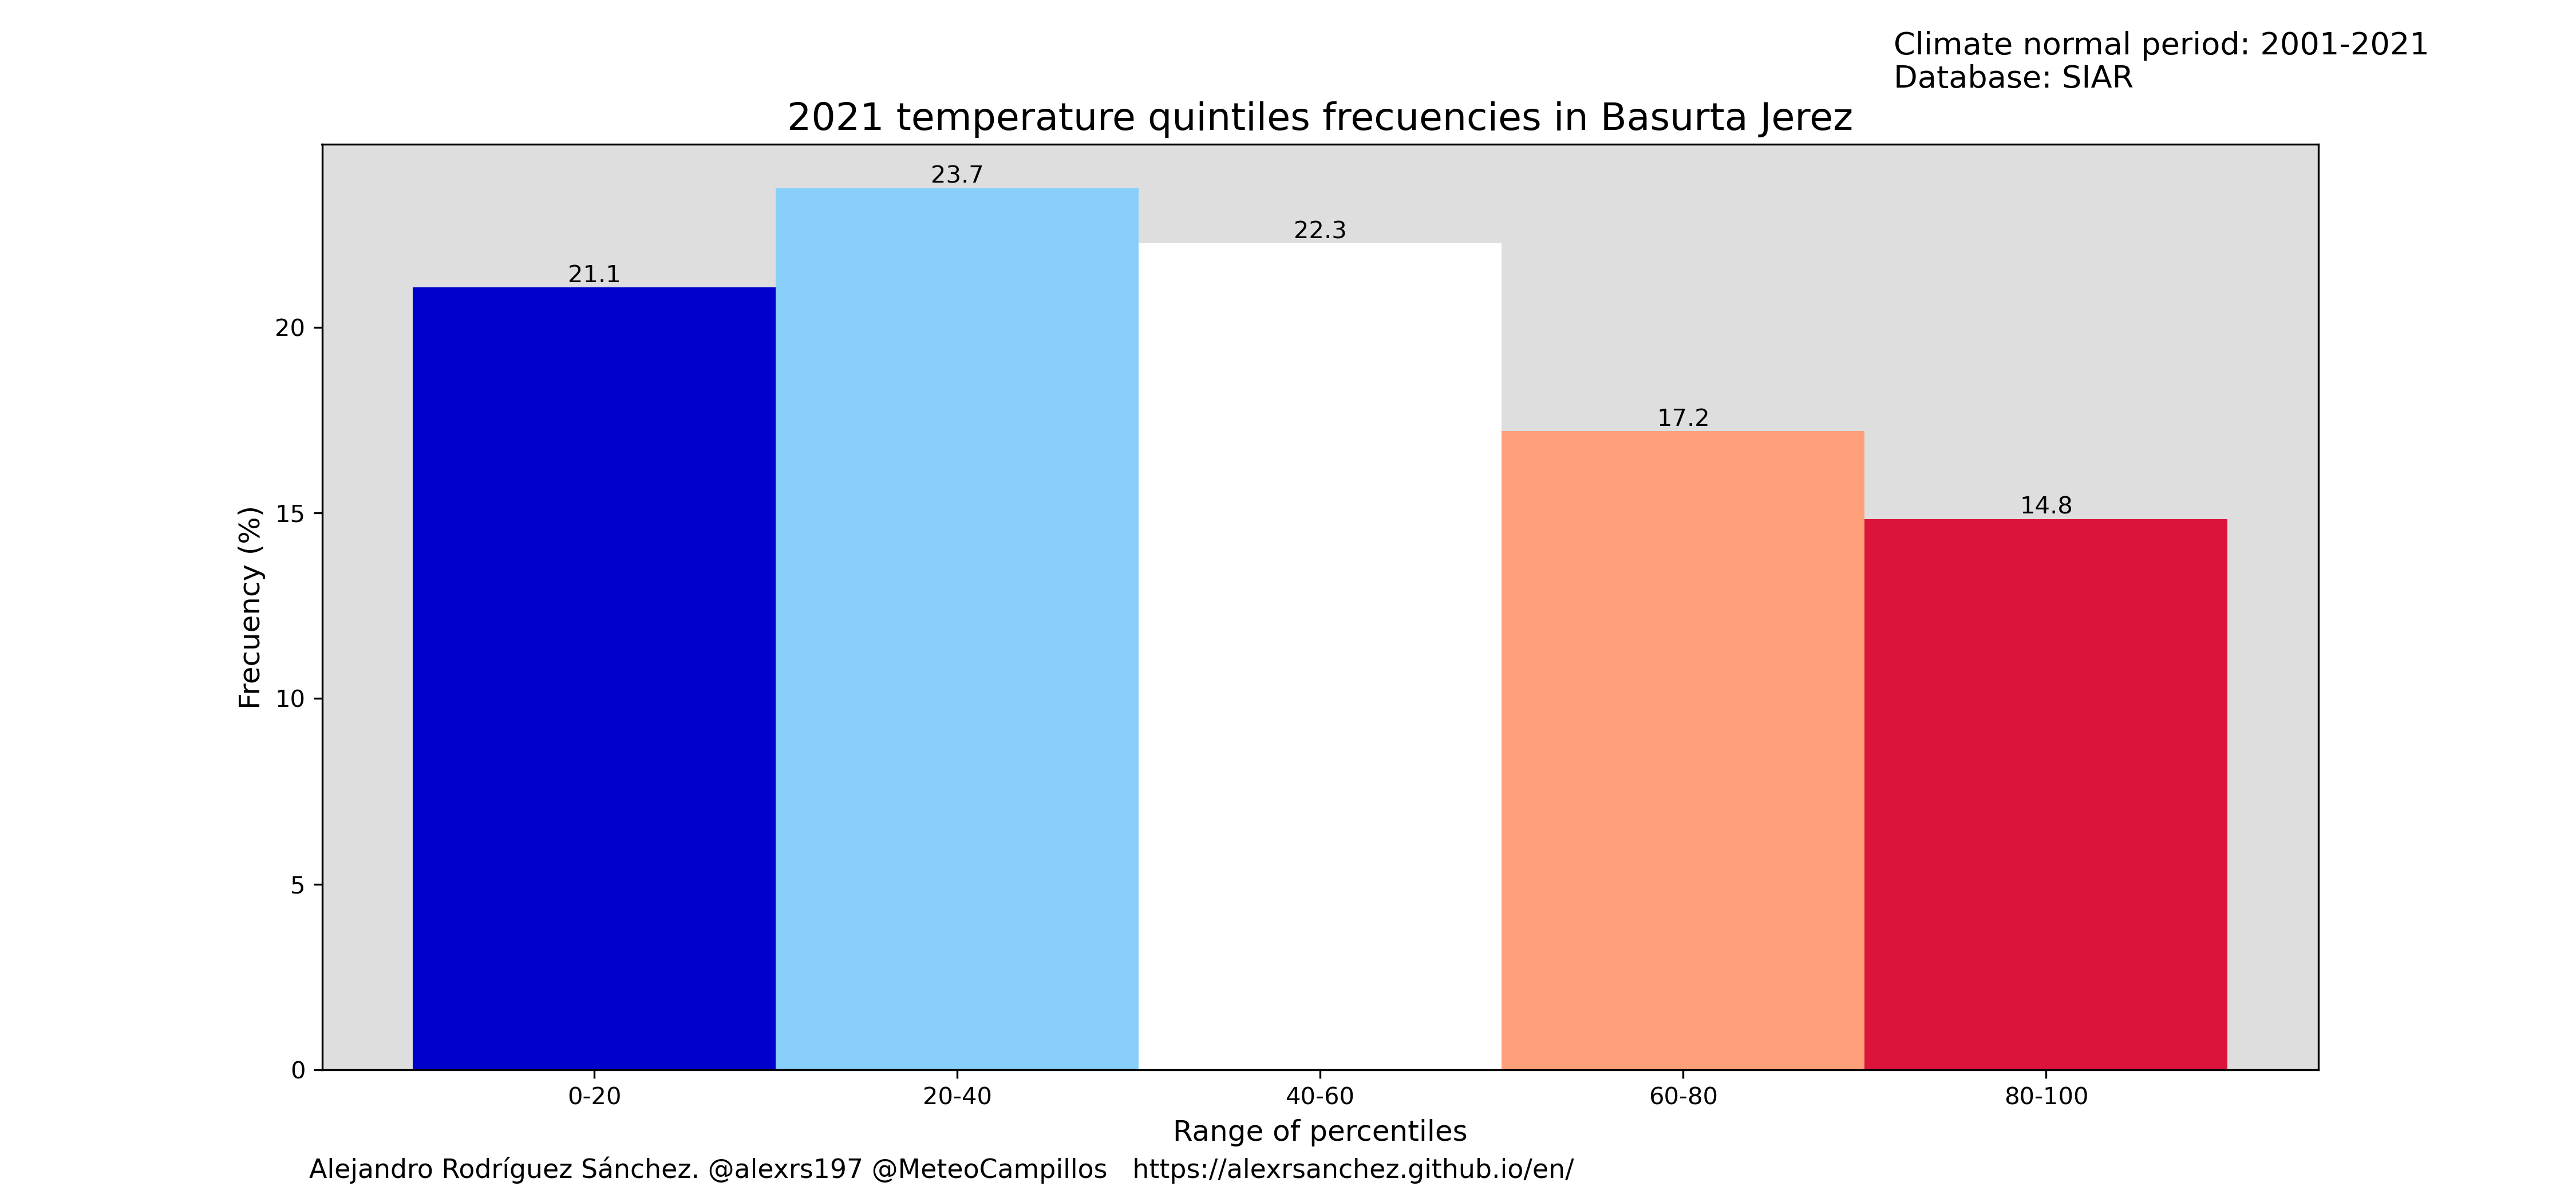 Climate normal period: 2001-2021
Database: SIAR
2021 temperature quintiles frecuencies in Basurta Jerez
23.7
22.3
21.1
17.2
14.8
20
15
10
5
0
Frecuency (%)
0-20 20-40 40-60 60-80 80-100
Range of percentiles
Alejandro Rodríguez Sánchez. @alexrs197 @MeteoCampillos https://alexrsanchez.github.io/en/